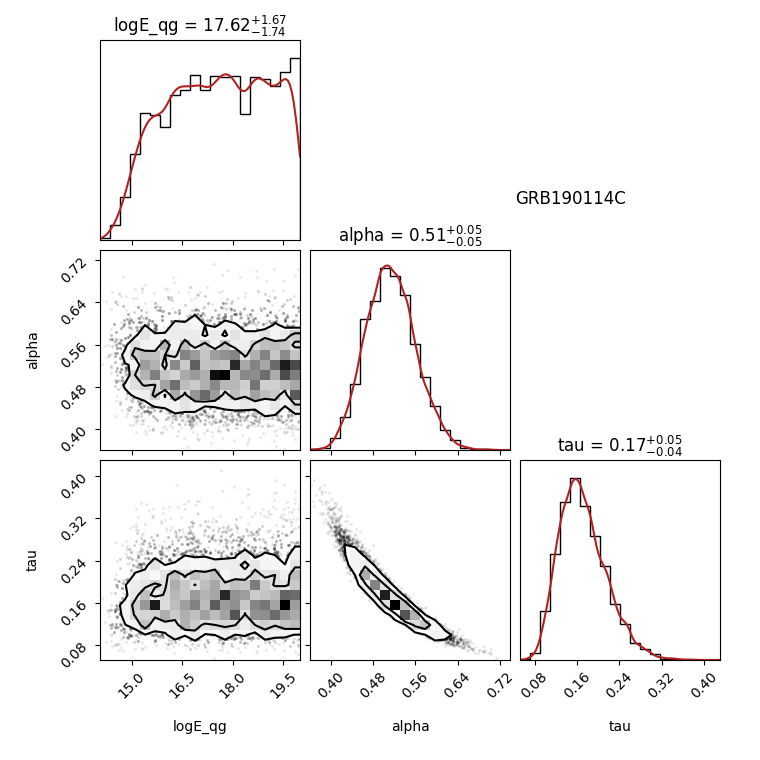 logE_qg = 17.62+1.67−1.74
GRB190114C
alpha = 0.51+0.05−0.05
0.72
0.64
0.56
0.48
0.40
alpha
tau = 0.17+0.05−0.04
0.40
0.32
0.24
0.16
0.08
tau
15.0 16.5 18.0 19.5
0.40 0.48 0.56 0.64 0.72
0.08 0.16 0.24 0.32 0.40
logE_qg alpha tau